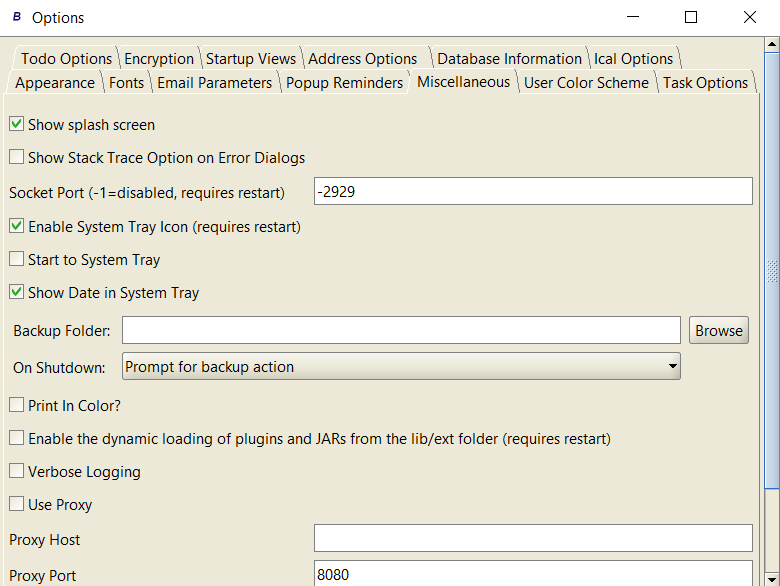 B Options
Todo Options Encryption Startup Views Address Options Database Information Ical Options
Appearance Fonts Email Parameters Popup Reminders Miscellaneous User Color Scheme Task Options
Show splash screen
Show Stack Trace Option on Error Dialogs
Socket Port (-1=disabled, requires restart) -2929
Enable System Tray Icon (requires restart)
Start to System Tray
Show Date in System Tray
Backup Folder: Browse
On Shutdown: Prompt for backup action
Print In Color?
Enable the dynamic loading of plugins and JARs from the lib/ext folder (requires restart)
Verbose Logging
Use Proxy
Proxy Host
Proxy Port 8080